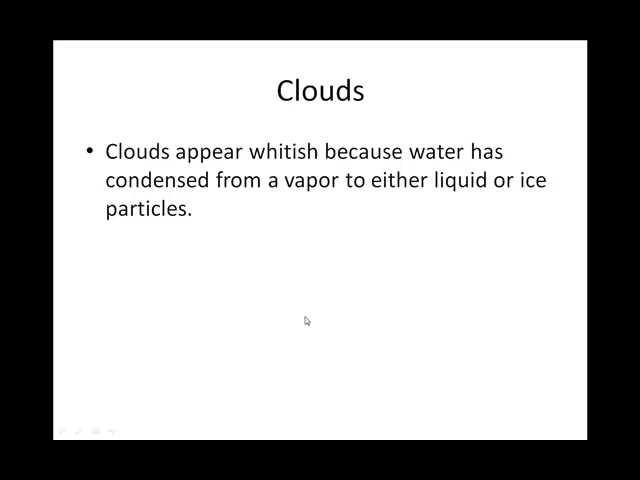 Clouds
• Clouds appear whitish because water has
condensed from a vapor to either liquid or ice
particles.